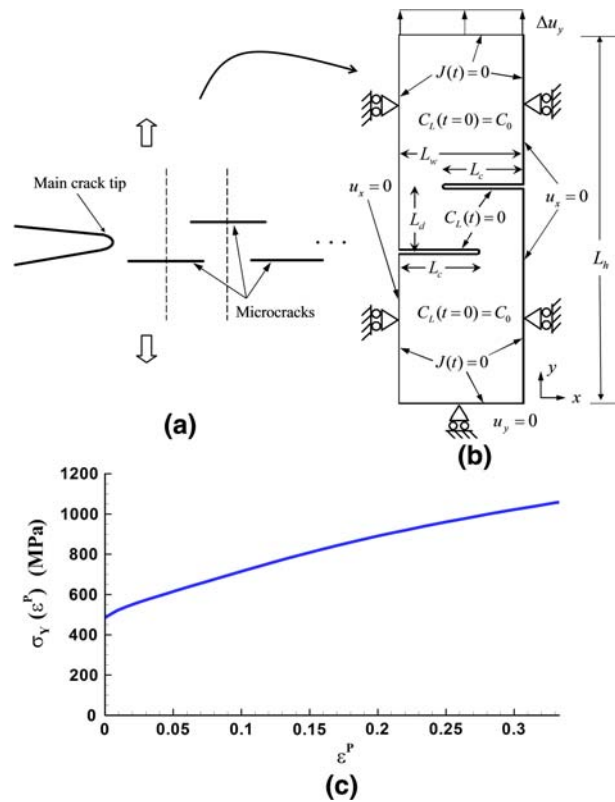 Δu_y
J(t)=0
C_L(t=0)=C_0
L_w
L_c
u_x=0
u_x=0
Main crack tip
L_d
C_L(t)=0
L_h
L_c
...
Microcracks
C_L(t=0)=C_0
J(t)=0
y
x
(a)
u_y=0
(b)
1200
1000
800
600
400
200
0
σ_Y (ε^P) (MPa)
0 0.05 0.1 0.15 0.2 0.25 0.3
ε^P
(c)